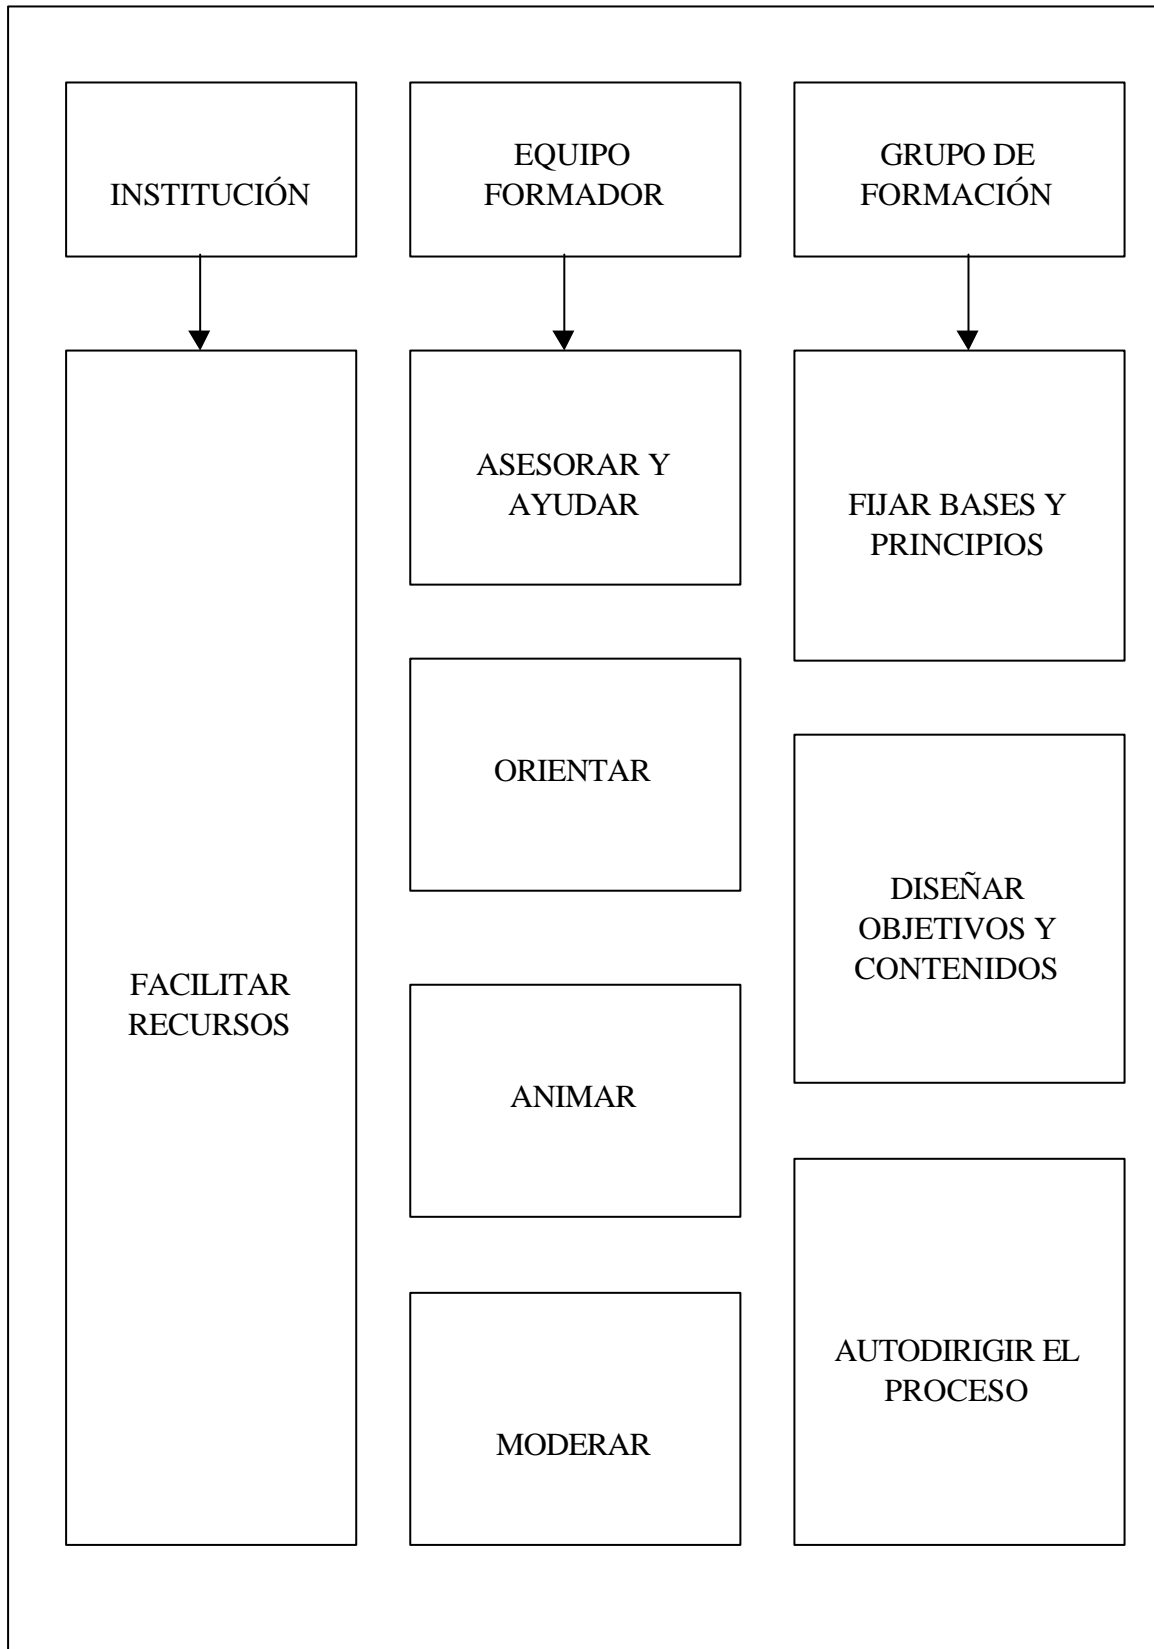 INSTITUCIÓN
EQUIPO
FORMADOR
GRUPO DE
FORMACIÓN
FACILITAR
RECURSOS
ASESORAR Y
AYUDAR
ORIENTAR
ANIMAR
MODERAR
FIJAR BASES Y
PRINCIPIOS
DISEÑAR
OBJETIVOS Y
CONTENIDOS
AUTODIRIGIR EL
PROCESO